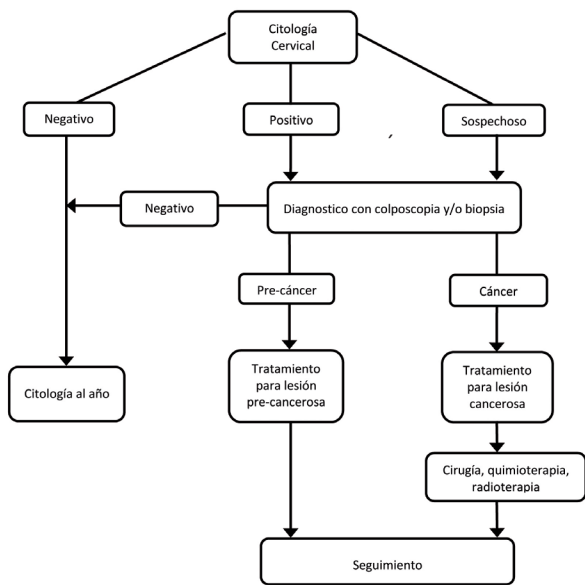 Citología
Cervical
Negativo
Positivo
Sospechoso
Negativo
Diagnostico con colposcopia y/o biopsia
Pre-cáncer
Cáncer
Citología al año
Tratamiento
para lesión
pre-cancerosa
Tratamiento
para lesión
cancerosa
Cirugía, quimioterapia,
radioterapia
Seguimiento